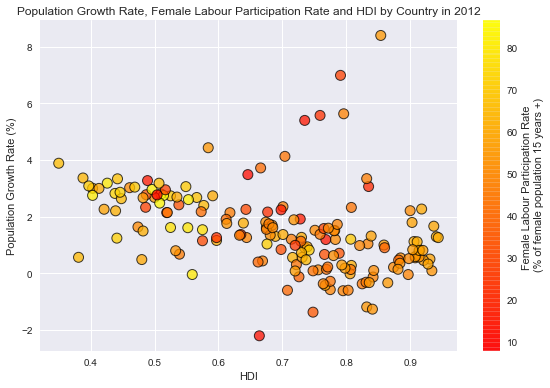 Population Growth Rate, Female Labour Participation Rate and HDI by Country in 2012
8
6
4
2
0
−2
Population Growth Rate (%)
0.4 0.5 0.6 0.7 0.8 0.9
HDI
80
70
60
50
40
30
20
10
Female Labour Participation Rate
(% of female population 15 years +)